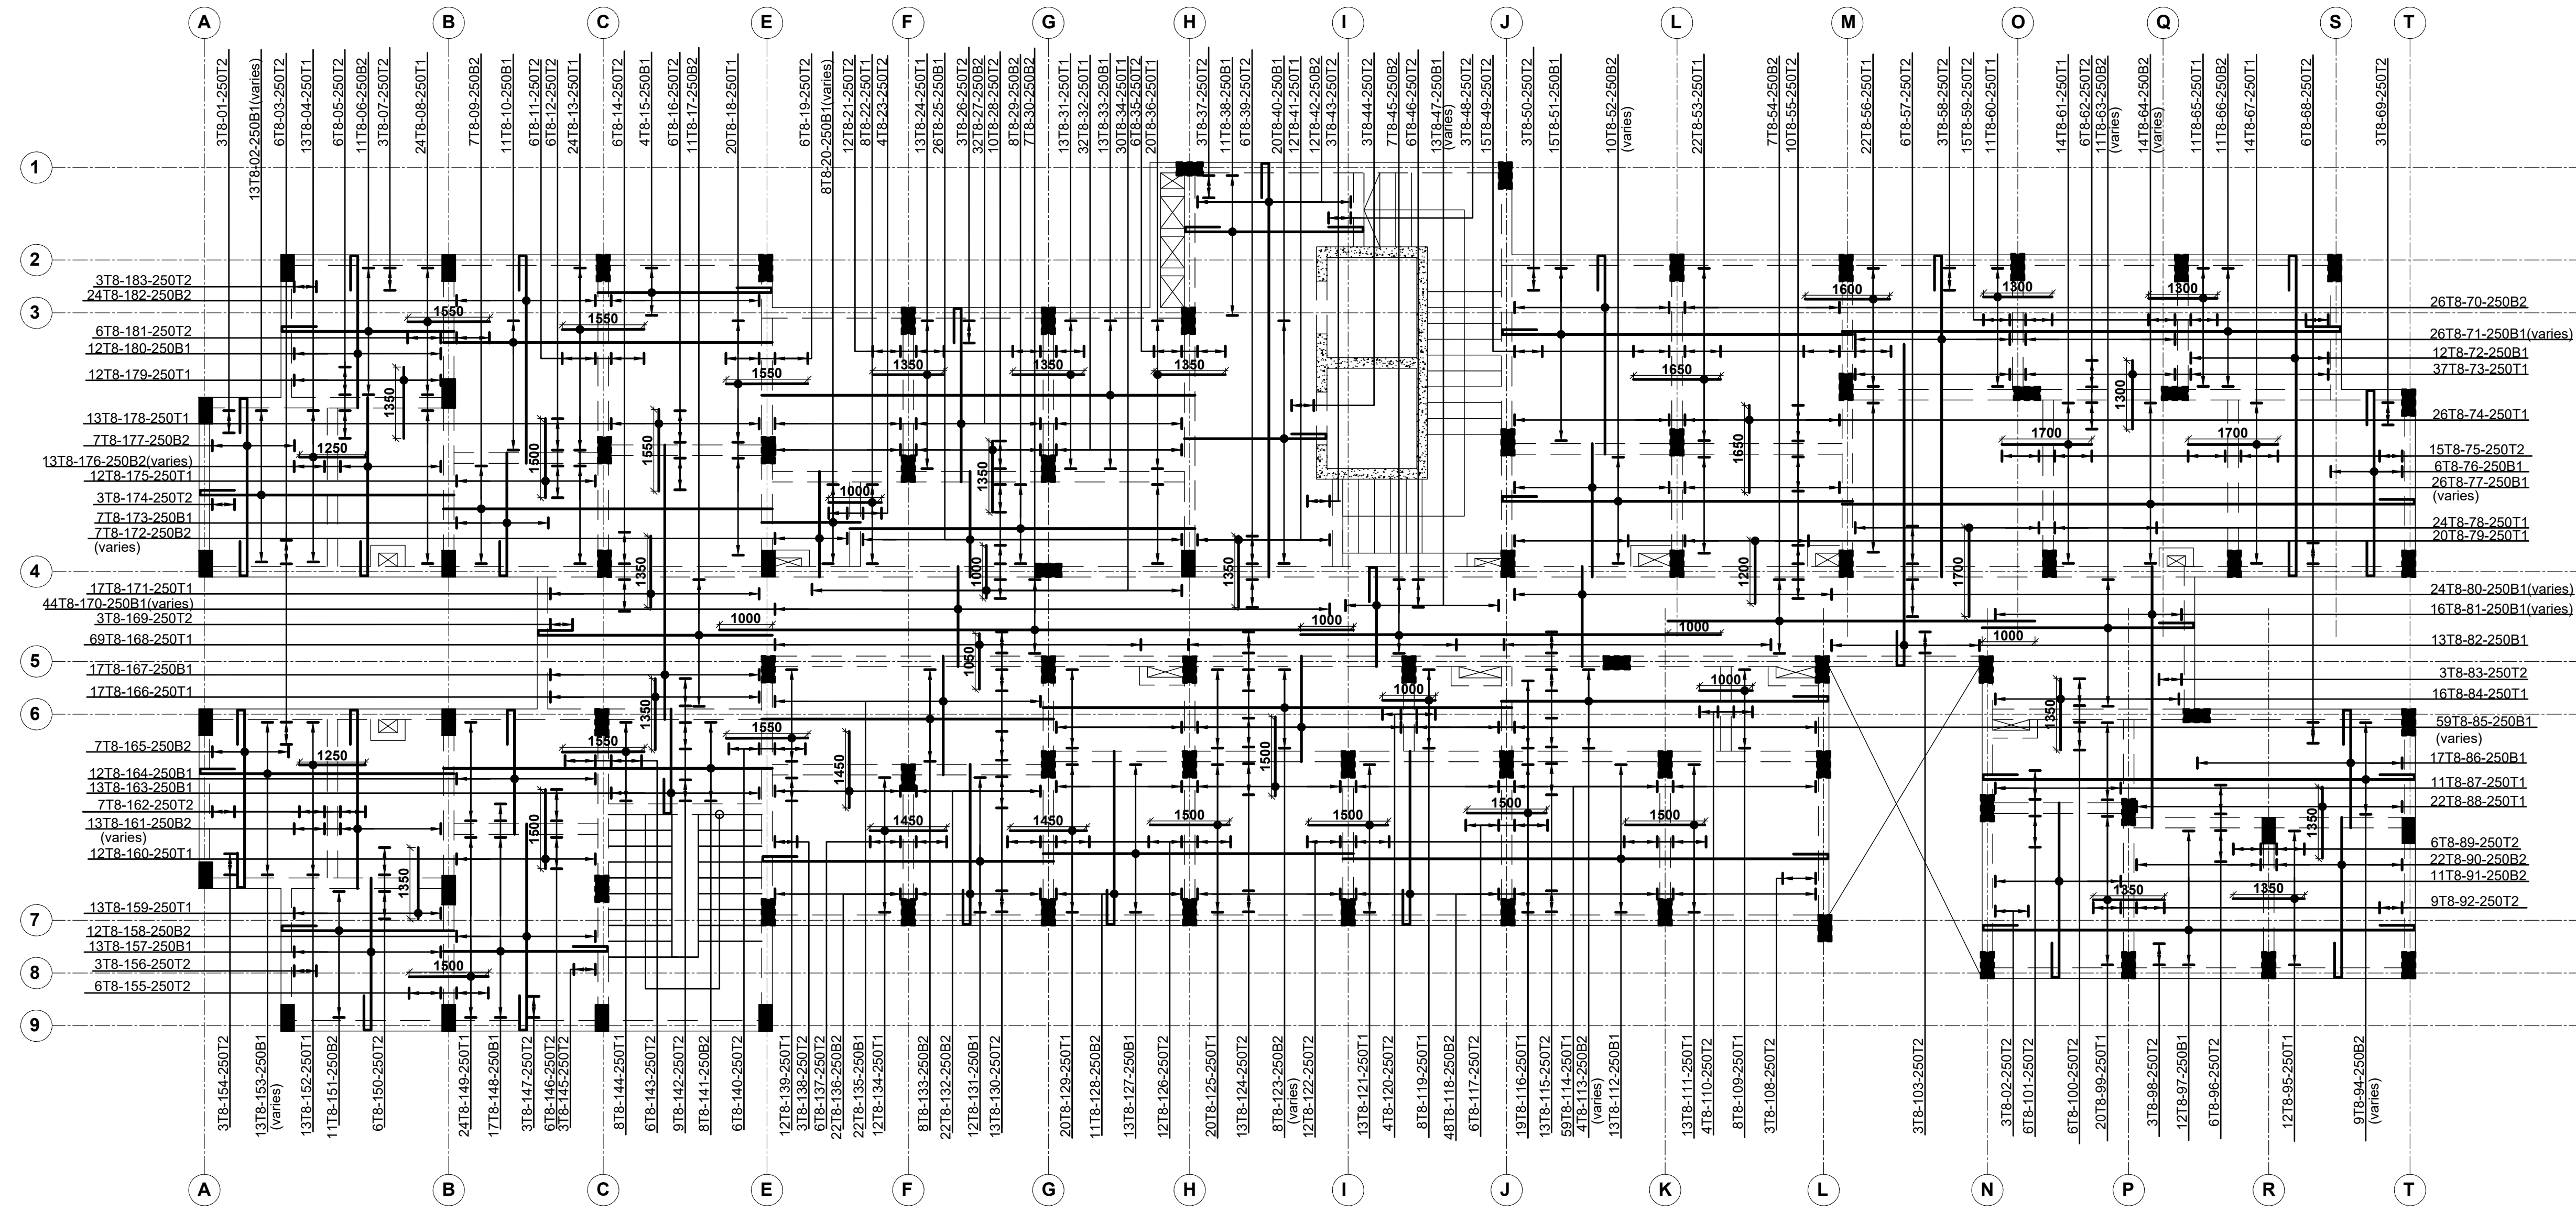 A B C E F G H I J L M O Q S T
3T8-01-250T2
13T8-02-250B1(varies)
6T8-03-250T2
13T8-04-250T1
6T8-05-250T2
11T8-06-250B2
3T8-07-250T2
24T8-08-250T1
7T8-09-250B2
11T8-10-250B1
6T8-11-250T2
6T8-12-250T2
24T8-13-250T1
6T8-14-250T2
4T8-15-250B1
6T8-16-250T2
11T8-17-250B2
20T8-18-250T1
6T8-19-250T2
8T8-20-250B1(varies)
12T8-21-250T2
8T8-22-250T1
4T8-23-250T2
13T8-24-250T1
26T8-25-250B1
3T8-26-250T2
32T8-27-250B2
10T8-28-250T2
8T8-29-250B2
7T8-30-250B2
13T8-31-250T1
32T8-32-250T1
13T8-33-250B1
30T8-34-250T1
6T8-35-250T2
20T8-36-250T1
3T8-37-250T2
11T8-38-250B1
6T8-39-250T2
20T8-40-250B1
12T8-41-250T1
12T8-42-250B2
3T8-43-250T2
3T8-44-250T2
7T8-45-250B2
6T8-46-250T2
13T8-47-250B1
(varies)
3T8-48-250T2
15T8-49-250T2
3T8-50-250T2
15T8-51-250B1
10T8-52-250B2
(varies)
22T8-53-250T1
7T8-54-250B2
10T8-55-250T2
22T8-56-250T1
6T8-57-250T2
3T8-58-250T2
15T8-59-250T2
11T8-60-250T1
14T8-61-250T1
6T8-62-250T2
11T8-63-250B2
(varies)
14T8-64-250B2
(varies)
11T8-65-250T1
11T8-66-250B2
14T8-67-250T1
6T8-68-250T2
3T8-69-250T2
1
2
3
4
5
6
7
8
9
3T8-183-250T2
24T8-182-250B2
6T8-181-250T2
12T8-180-250B1
12T8-179-250T1
13T8-178-250T1
7T8-177-250B2
13T8-176-250B2(varies)
12T8-175-250T1
3T8-174-250T2
7T8-173-250B1
7T8-172-250B2
(varies)
17T8-171-250T1
44T8-170-250B1(varies)
3T8-169-250T2
69T8-168-250T1
17T8-167-250B1
17T8-166-250T1
7T8-165-250B2
12T8-164-250B1
13T8-163-250B1
7T8-162-250T2
13T8-161-250B2
(varies)
12T8-160-250T1
13T8-159-250T1
12T8-158-250B2
13T8-157-250B1
3T8-156-250T2
6T8-155-250T2
1550
1550
1550
1350
1350
1350
1650
1600
1300
1300
1350
1250
1500
1550
1350
1000
1650
1300
1700
1700
1350
1000
1350
1200
1700
1000
1000
1000
1000
1050
1350
1000
1000
1350
1250
1550
1550
1450
1500
1500
1350
1450
1450
1500
1500
1500
1500
1350
1350
1350
1500
26T8-70-250B2
26T8-71-250B1(varies)
12T8-72-250B1
37T8-73-250T1
26T8-74-250T1
15T8-75-250T2
6T8-76-250B1
26T8-77-250B1
(varies)
24T8-78-250T1
20T8-79-250T1
24T8-80-250B1(varies)
16T8-81-250B1(varies)
13T8-82-250B1
3T8-83-250T2
16T8-84-250T1
59T8-85-250B1
(varies)
17T8-86-250B1
11T8-87-250T1
22T8-88-250T1
6T8-89-250T2
22T8-90-250B2
11T8-91-250B2
9T8-92-250T2
3T8-154-250T2
13T8-153-250B1
(varies)
13T8-152-250T1
11T8-151-250B2
6T8-150-250T2
24T8-149-250T1
17T8-148-250B1
3T8-147-250T2
6T8-146-250T2
3T8-145-250T2
8T8-144-250T1
6T8-143-250T2
9T8-142-250T2
8T8-141-250B2
6T8-140-250T2
12T8-139-250T1
3T8-138-250T2
6T8-137-250T2
22T8-136-250B2
22T8-135-250B1
12T8-134-250T1
8T8-133-250B2
22T8-132-250B2
12T8-131-250B1
13T8-130-250T2
20T8-129-250T1
11T8-128-250B2
13T8-127-250B1
12T8-126-250T2
20T8-125-250T1
13T8-124-250T2
8T8-123-250B2
(varies)
12T8-122-250T2
13T8-121-250T1
4T8-120-250T2
8T8-119-250T1
48T8-118-250B2
6T8-117-250T2
19T8-116-250T1
13T8-115-250T2
59T8-114-250T1
4T8-113-250B2
(varies)
13T8-112-250B1
13T8-111-250T1
4T8-110-250T2
8T8-109-250T1
3T8-108-250T2
3T8-103-250T2
3T8-02-250T2
6T8-101-250T2
6T8-100-250T2
20T8-99-250T1
3T8-98-250T2
12T8-97-250B1
6T8-96-250T2
12T8-95-250T1
9T8-94-250B2
(varies)
A B C E F G H I J K L N P R T